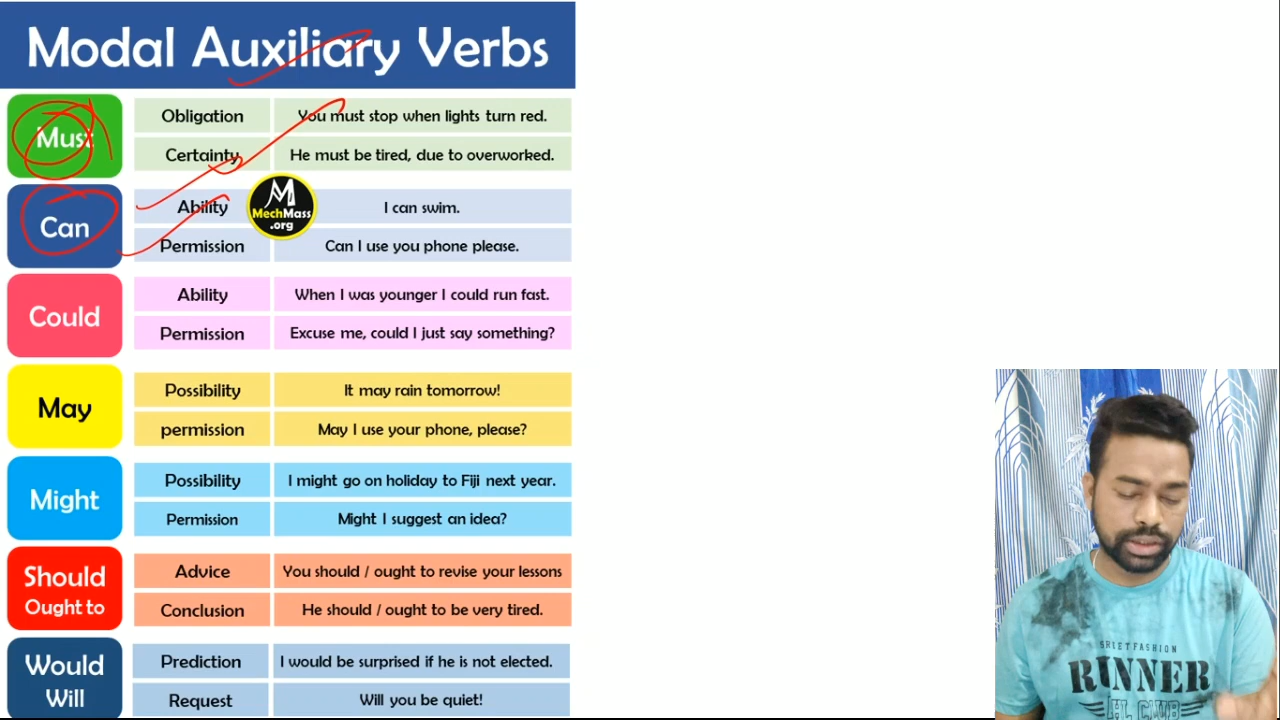 Modal Auxiliary Verbs
Must
Obligation
You must stop when lights turn red.
Certainty
He must be tired, due to overworked.
Can
Ability
I can swim.
Permission
Can I use you phone please.
M
MechMass
.org
Could
Ability
When I was younger I could run fast.
Permission
Excuse me, could I just say something?
May
Possibility
It may rain tomorrow!
permission
May I use your phone, please?
Might
Possibility
I might go on holiday to Fiji next year.
Permission
Might I suggest an idea?
Should
Ought to
Advice
You should / ought to revise your lessons
Conclusion
He should / ought to be very tired.
Would
Will
Prediction
I would be surprised if he is not elected.
Request
Will you be quiet!
RUNNER